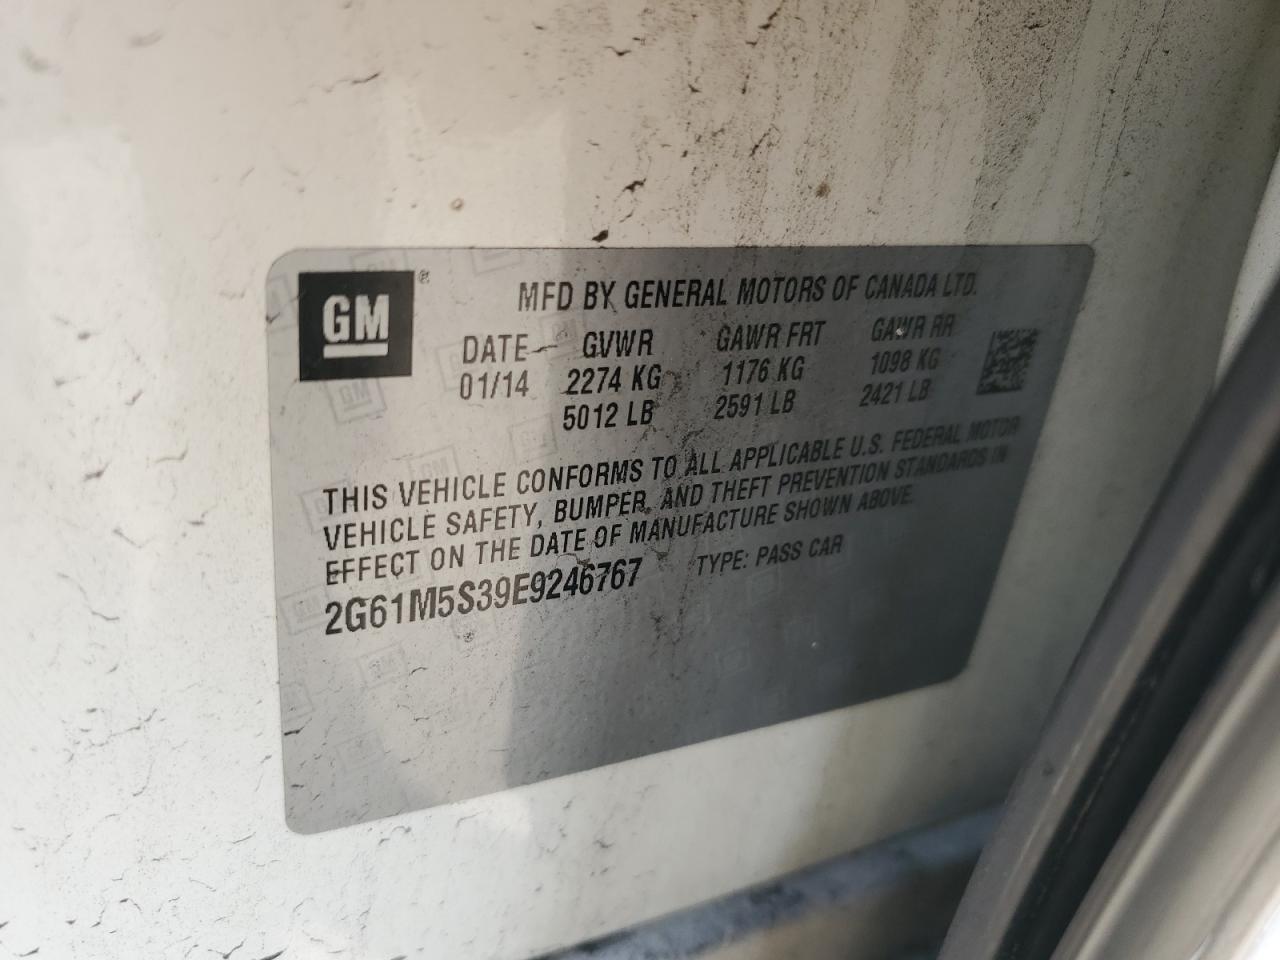 GM ®
MFD BY GENERAL MOTORS OF CANADA LTD.
DATE GVWR GAWR FRT GAWR RR
01/14 2274 KG 1176 KG 1098 KG
5012 LB 2591 LB 2421 LB
THIS VEHICLE CONFORMS TO ALL APPLICABLE U.S. FEDERAL MOTOR
VEHICLE SAFETY, BUMPER, AND THEFT PREVENTION STANDARDS IN
EFFECT ON THE DATE OF MANUFACTURE SHOWN ABOVE.
2G61M5S39E9246767 TYPE: PASS CAR